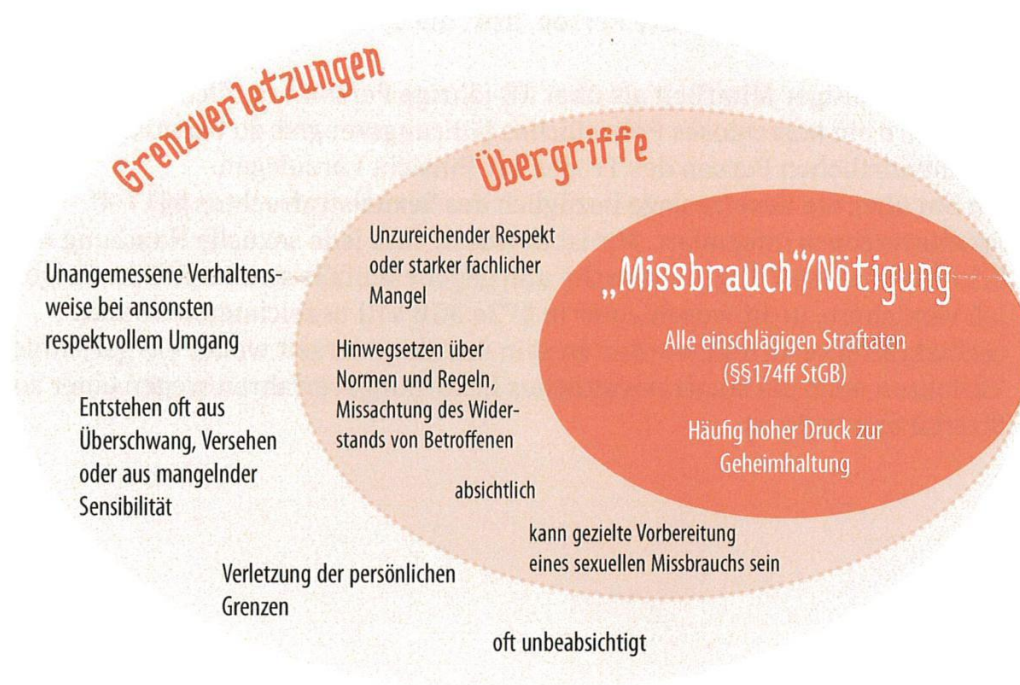 Grenzverletzungen
Unangemessene Verhaltens-
weise bei ansonsten
respektvollem Umgang
Entstehen oft aus
Überschwang, Versehen
oder aus mangelnder
Sensibilität
Verletzung der persönlichen
Grenzen
oft unbeabsichtigt
Übergriffe
Unzureichender Respekt
oder starker fachlicher
Mangel
Hinwegsetzen über
Normen und Regeln,
Missachtung des Wider-
stands von Betroffenen
absichtlich
kann gezielte Vorbereitung
eines sexuellen Missbrauchs sein
„Missbrauch“/Nötigung
Alle einschlägigen Straftaten
(§§174ff StGB)
Häufig hoher Druck zur
Geheimhaltung